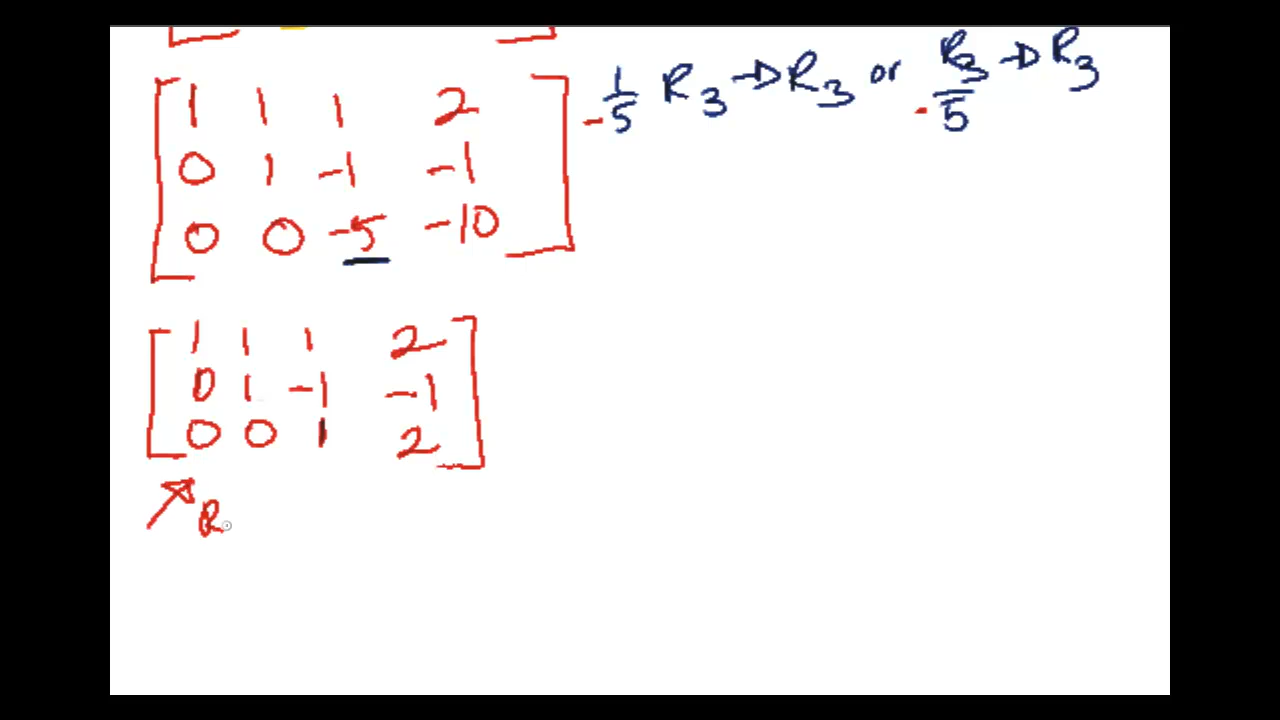 -1/5 R3 → R3 or R3/-5 → R3
1 1 1 2
0 1 -1 -1
0 0 -5 -10
1 1 1 2
0 1 -1 -1
0 0 1 2
R